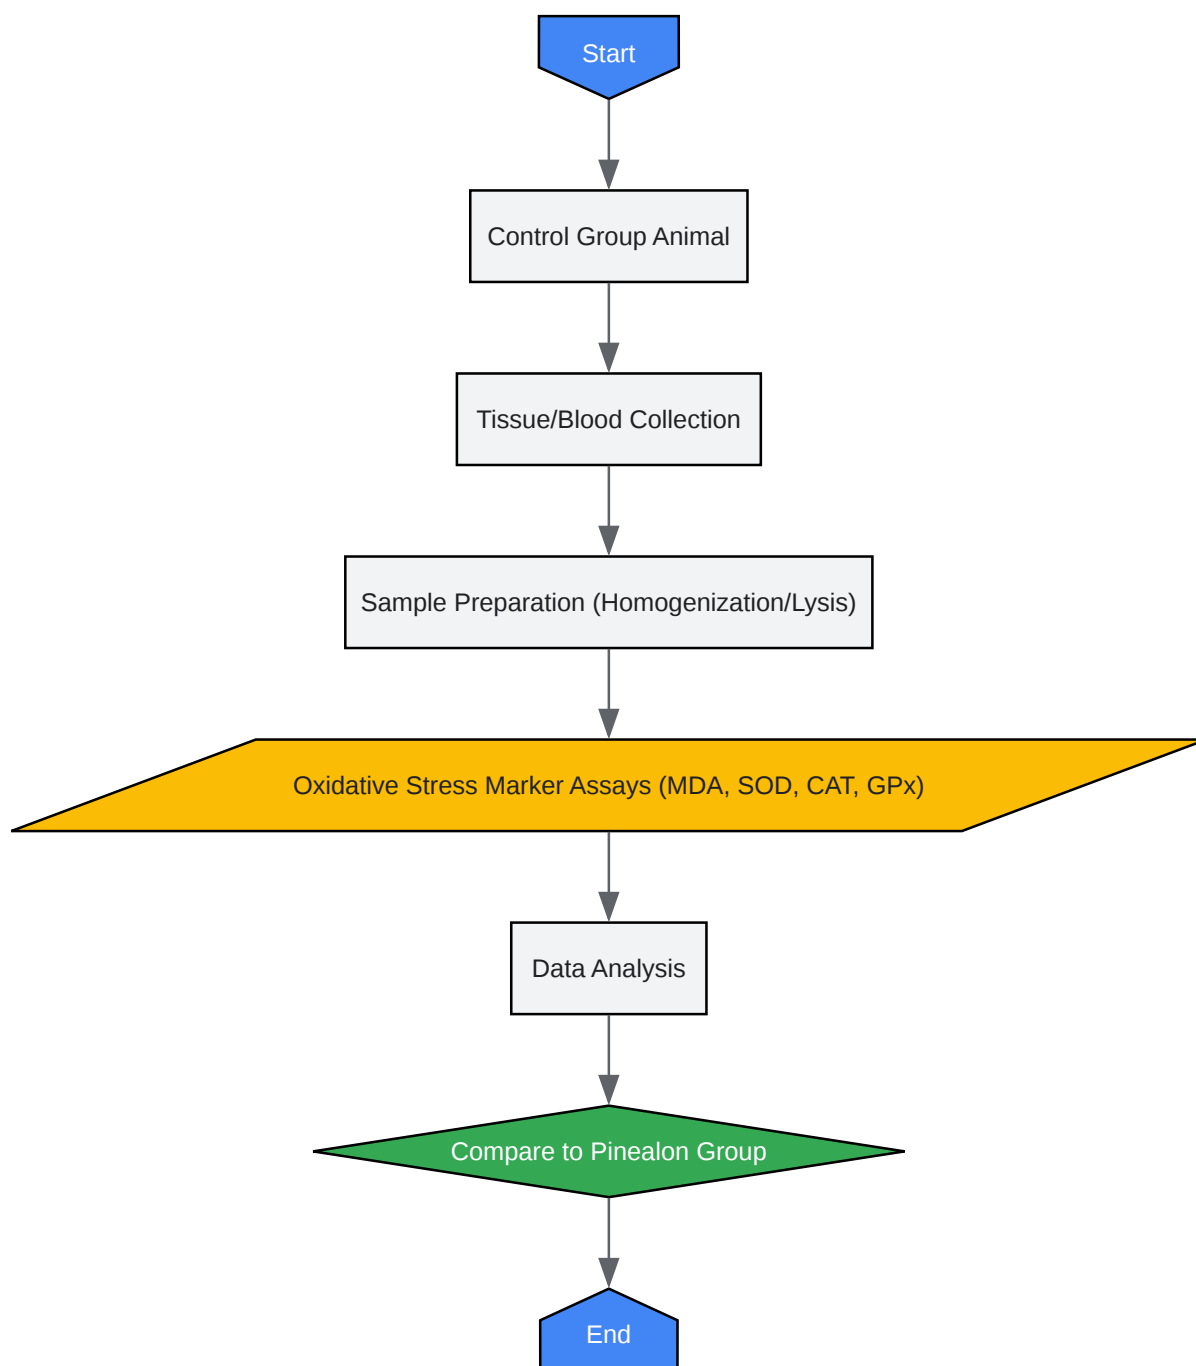 Start
Control Group Animal
Tissue/Blood Collection
Sample Preparation (Homogenization/Lysis)
Oxidative Stress Marker Assays (MDA, SOD, CAT, GPx)
Data Analysis
Compare to Pinealon Group
End